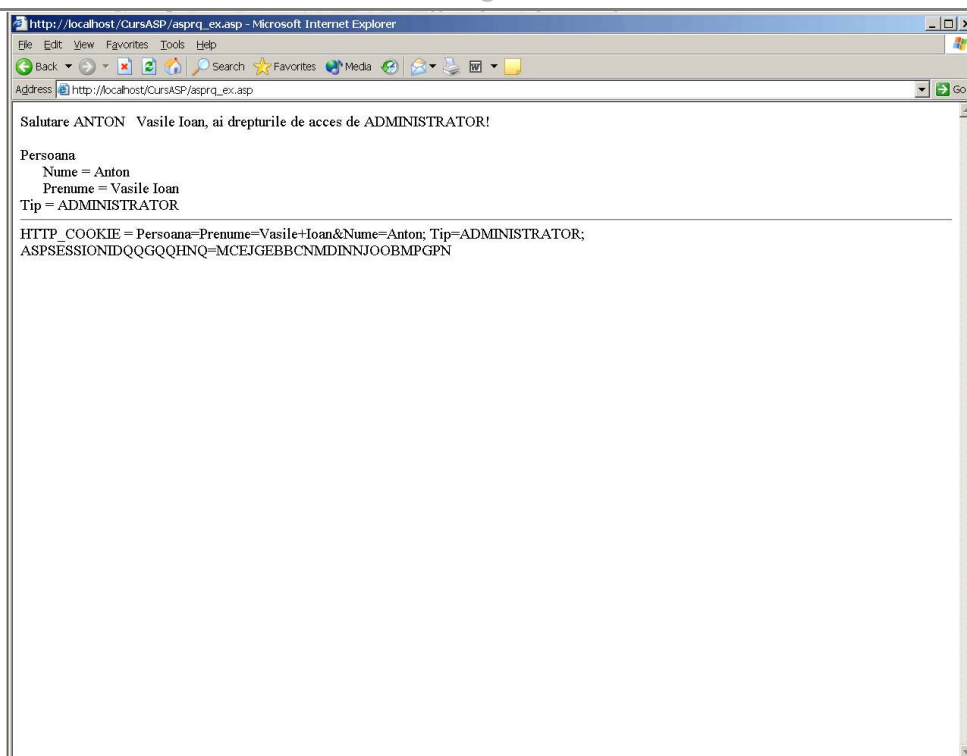 http://localhost/CursASP/asprq_ex.asp - Microsoft Internet Explorer
File Edit View Favorites Tools Help
Back Search Favorites Media
Address http://localhost/CursASP/asprq_ex.asp Go
Salutare ANTON Vasile Ioan, ai drepturile de acces de ADMINISTRATOR!
Persoana
Nume = Anton
Prenume = Vasile Ioan
Tip = ADMINISTRATOR
HTTP_COOKIE = Persoana=Prenume=Vasile+Ioan&Nume=Anton; Tip=ADMINISTRATOR;
ASPSESSIONIDQQGQQHNQ=MCEJGEBBCNMDINNJOOBMPGPN